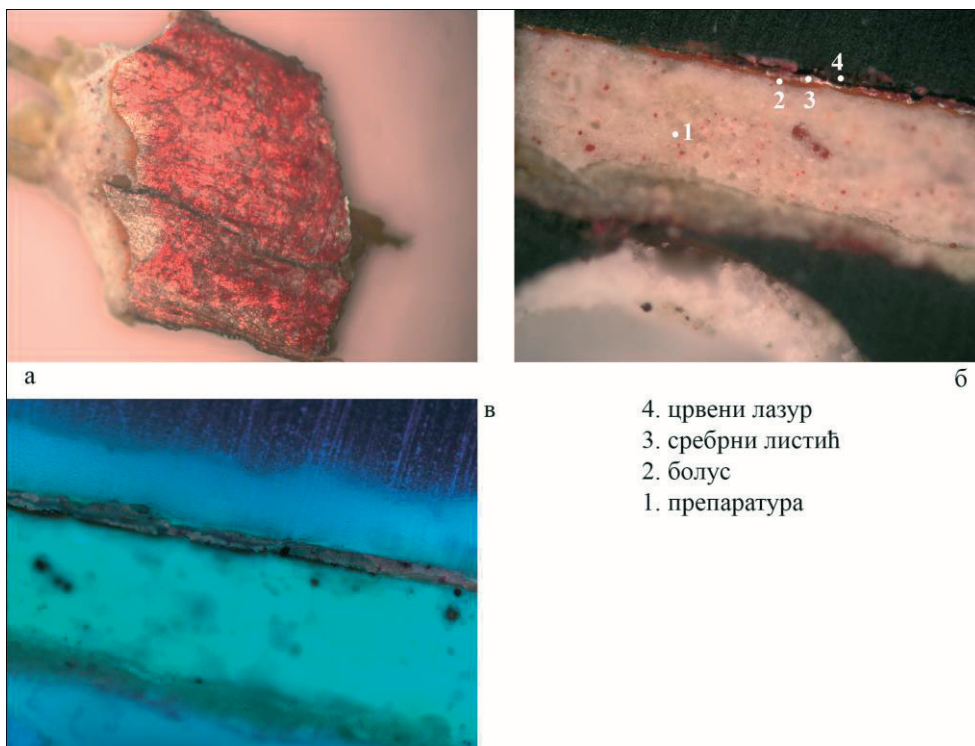 4
2
3
1
а
б
в
4. црвени лазур
3. сребрни листић
2. болус
1. препаратура